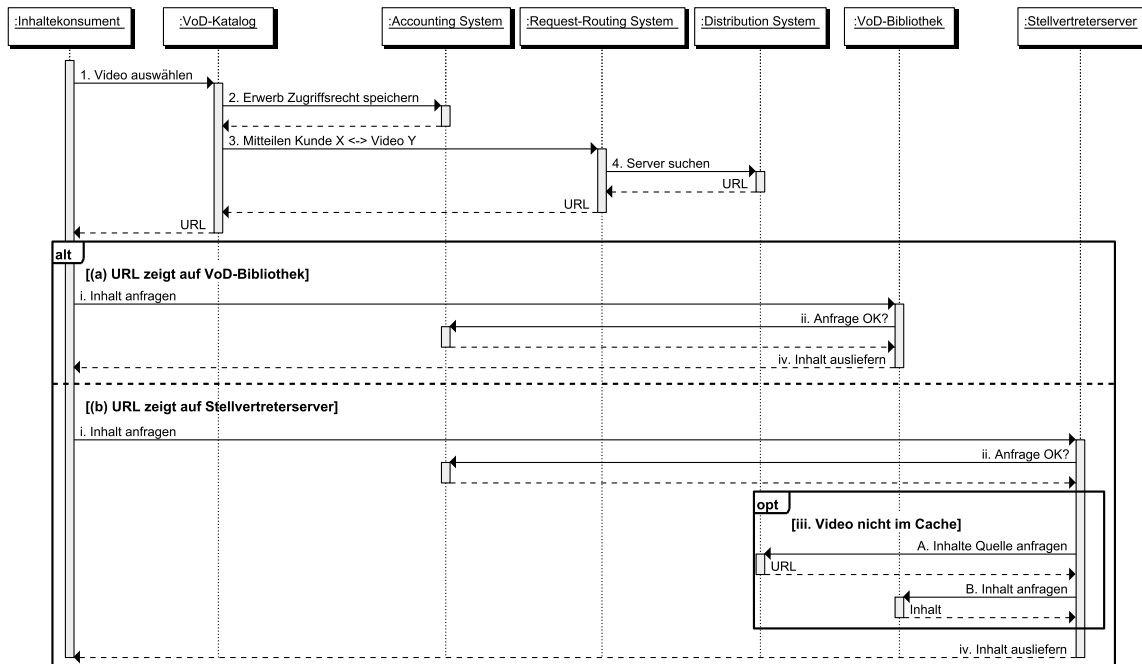 :Inhaltekonsument
:VoD-Katalog
:Accounting System
:Request-Routing System
:Distribution System
:VoD-Bibliothek
:Stellvertreterserver
1. Video auswählen
2. Erwerb Zugriffsrecht speichern
3. Mitteilen Kunde X <-> Video Y
4. Server suchen
URL
URL
URL
alt
[(a) URL zeigt auf VoD-Bibliothek]
i. Inhalt anfragen
ii. Anfrage OK?
iv. Inhalt ausliefern
[(b) URL zeigt auf Stellvertreterserver]
i. Inhalt anfragen
ii. Anfrage OK?
opt
[iii. Video nicht im Cache]
A. Inhalte Quelle anfragen
URL
B. Inhalt anfragen
Inhalt
iv. Inhalt ausliefern